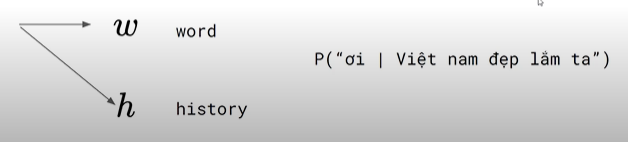 w word
P("ơi | Việt nam đẹp lắm ta")
h history